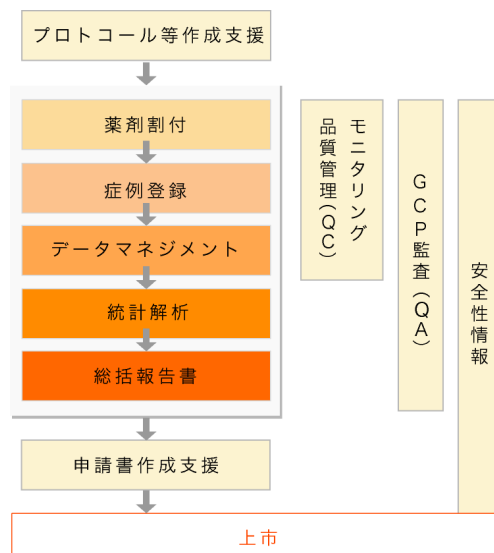 プロトコール等作成支援
薬剤割付
症例登録
データマネジメント
統計解析
総括報告書
申請書作成支援
モニタリング
品質管理(QC)
GCP監査(QA)
安全性情報
上市